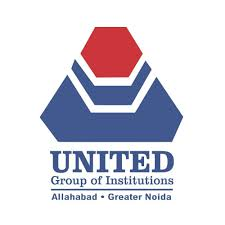 UNITED
Group of Institutions
Allahabad • Greater Noida